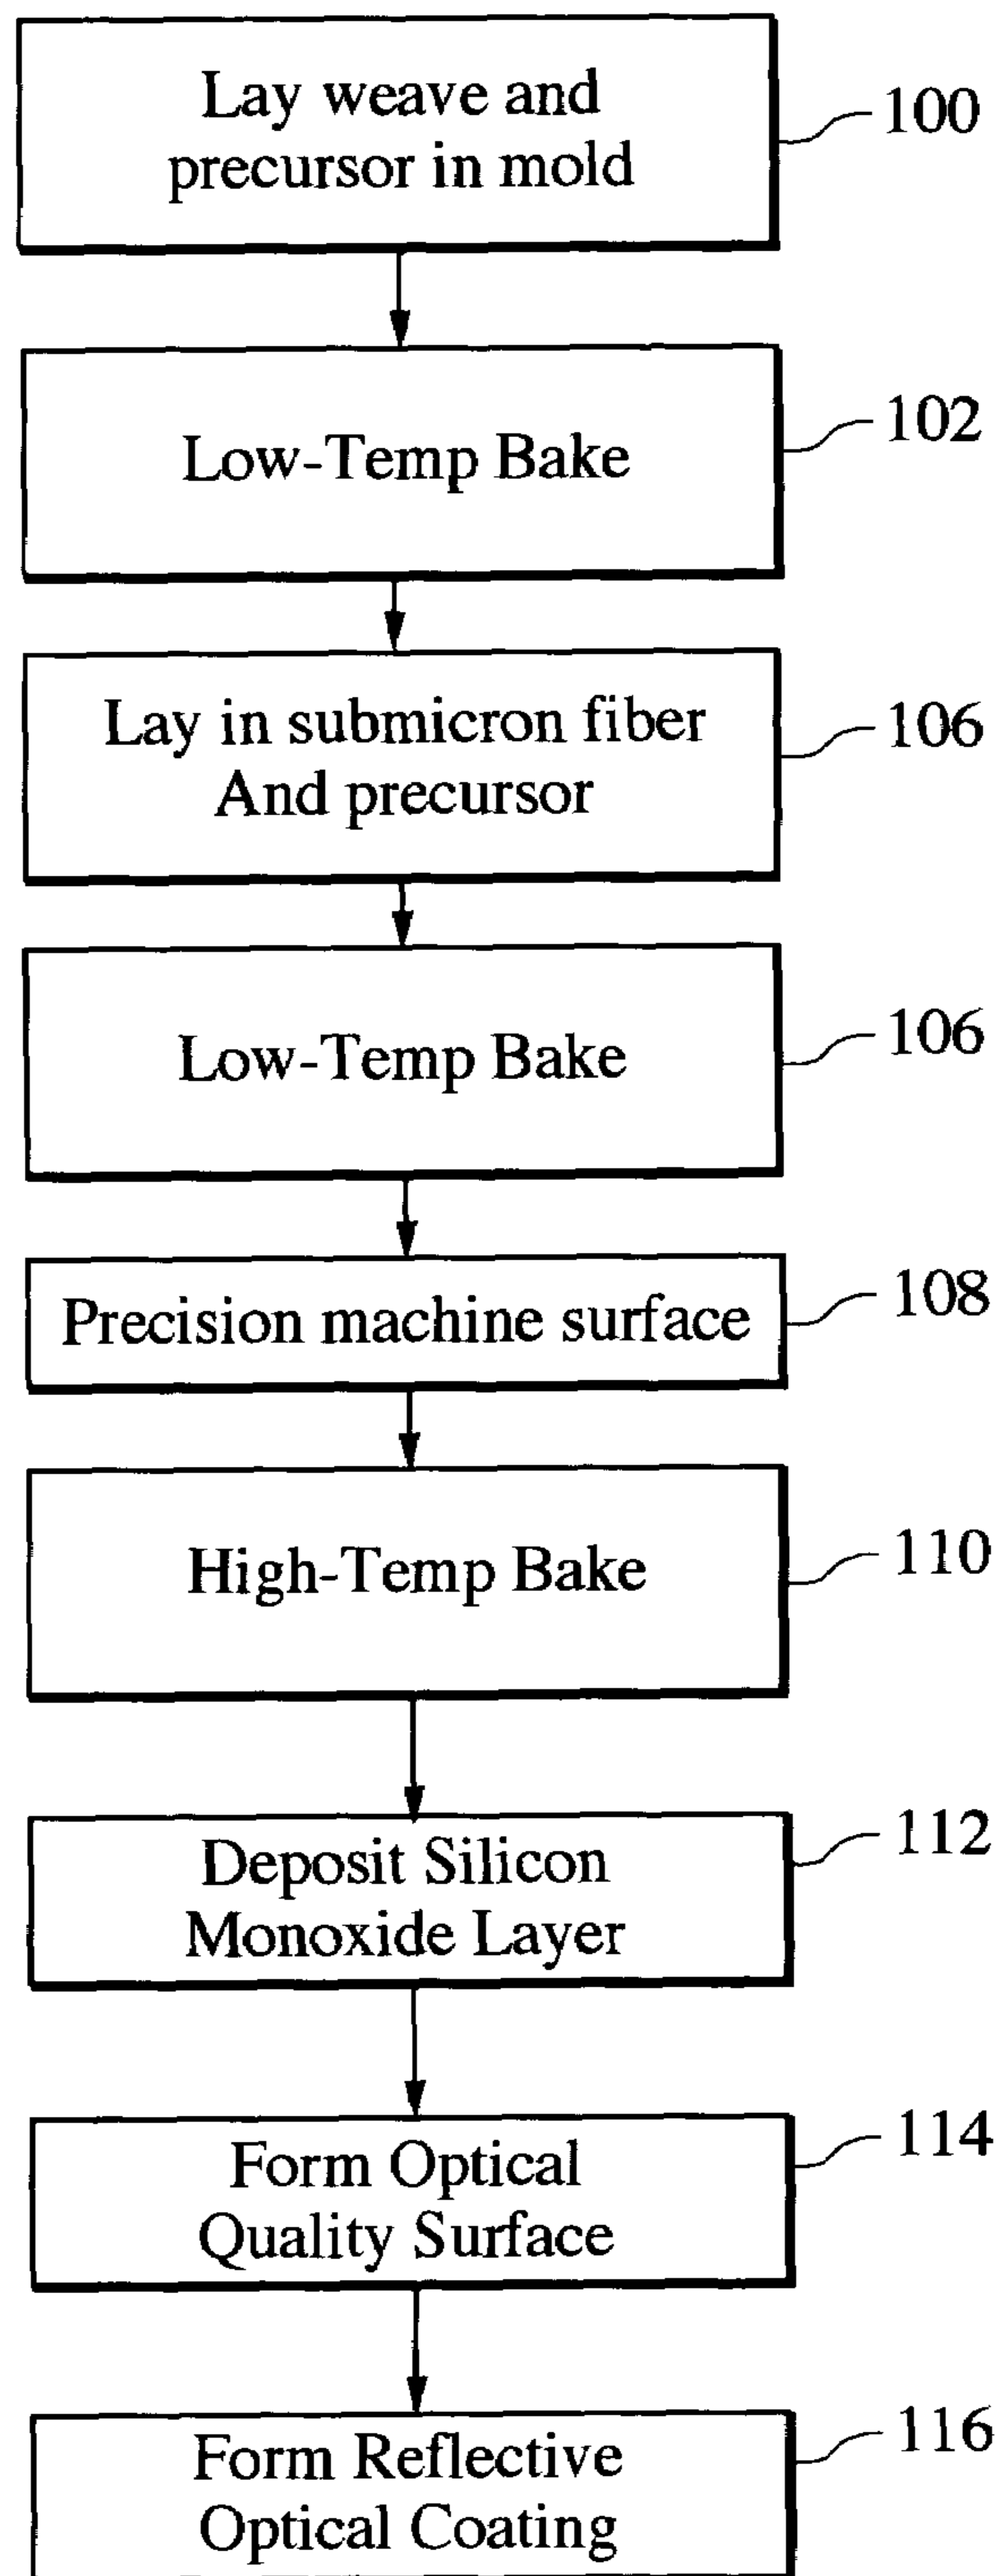 Lay weave and
precursor in mold
100
Low-Temp Bake
102
Lay in submicron fiber
And precursor
106
Low-Temp Bake
106
Precision machine surface
108
High-Temp Bake
110
Deposit Silicon
Monoxide Layer
112
Form Optical
Quality Surface
114
Form Reflective
Optical Coating
116